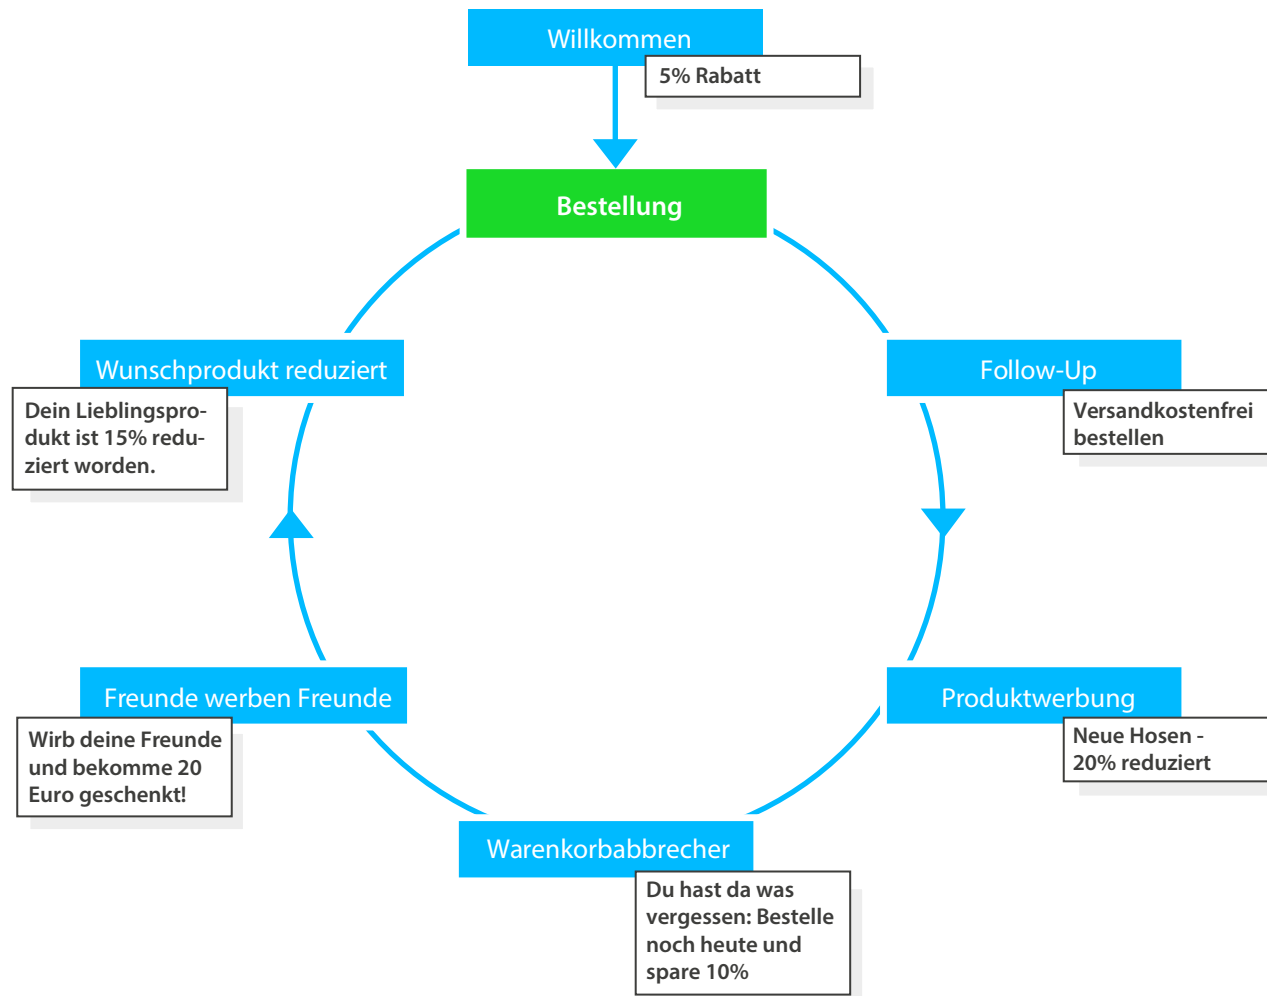 Willkommen
5% Rabatt
Bestellung
Wunschprodukt reduziert
Dein Lieblingspro-
dukt ist 15% redu-
ziert worden.
Follow-Up
Versandkostenfrei
bestellen
Freunde werben Freunde
Wirb deine Freunde
und bekomme 20
Euro geschenkt!
Produktwerbung
Neue Hosen -
20% reduziert
Warenkorbabbrecher
Du hast da was
vergessen: Bestelle
noch heute und
spare 10%